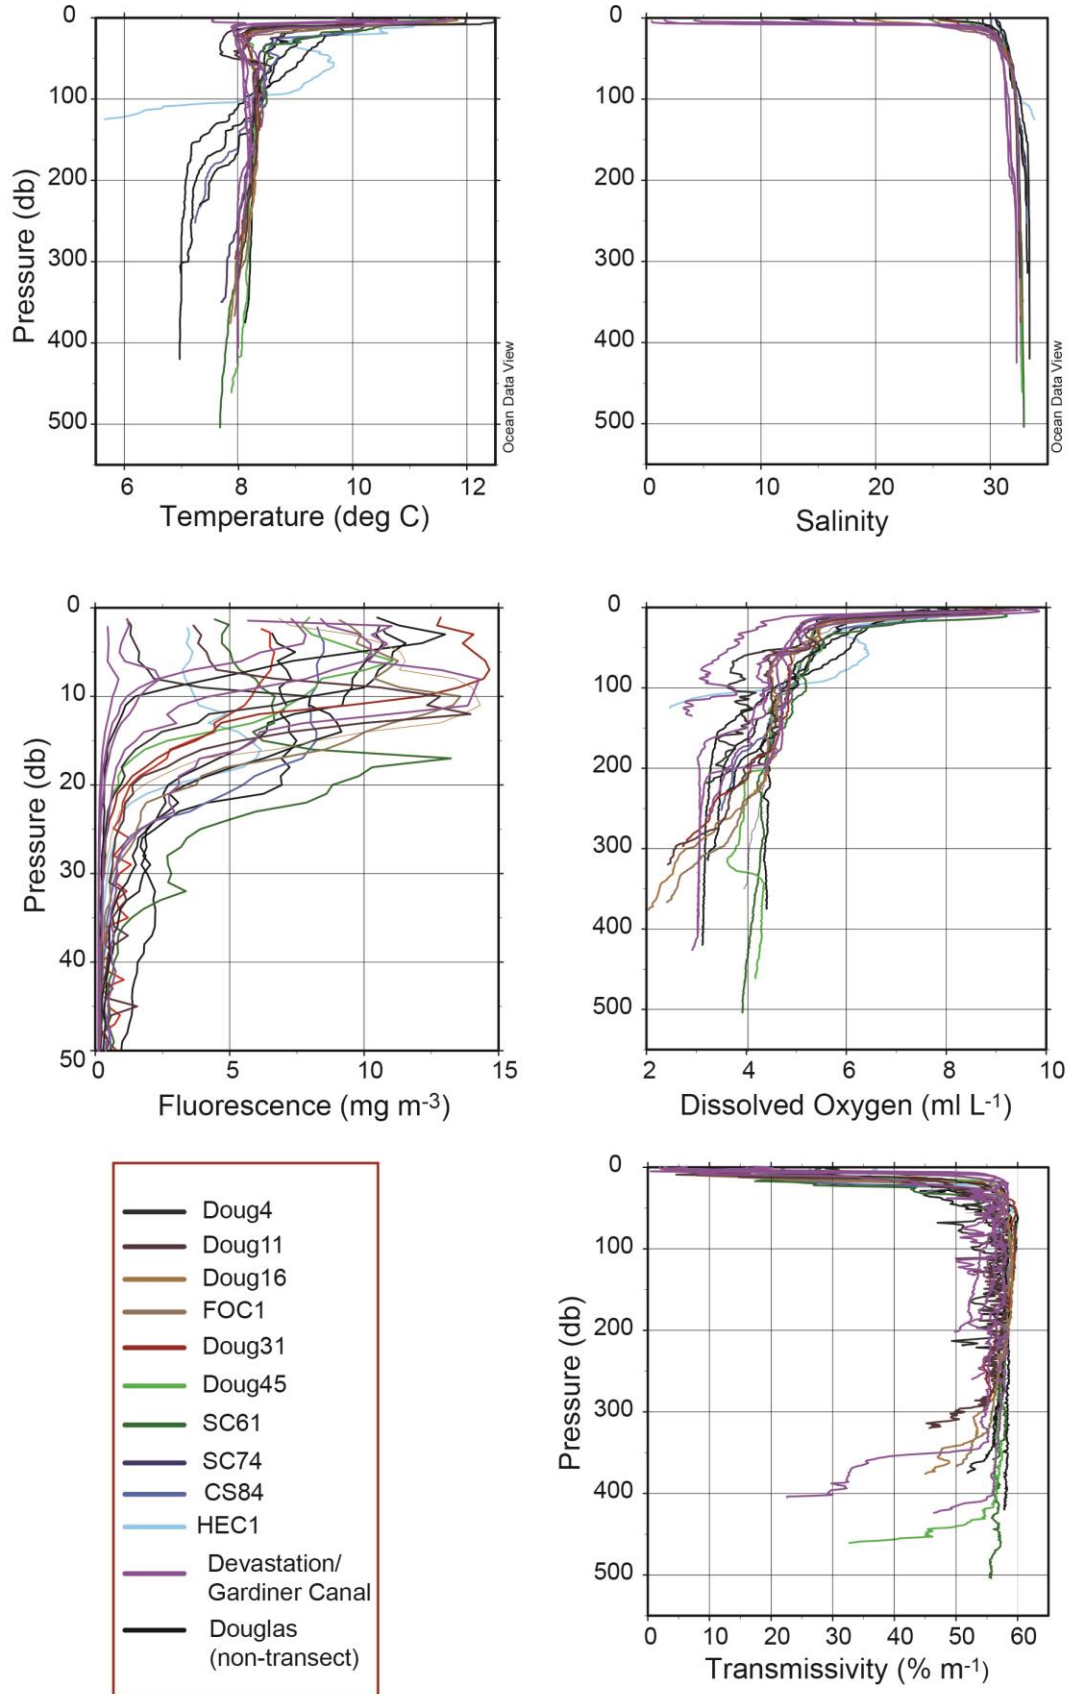 0
100
200
300
400
500
Pressure (db)
6 8 10 12
Temperature (deg C)
Ocean Data View
0
100
200
300
400
500
0 10 20 30
Salinity
Ocean Data View
0
10
20
30
40
50
Pressure (db)
0 5 10 15
Fluorescence (mg m-3)
0
100
200
300
400
500
2 4 6 8 10
Dissolved Oxygen (ml L-1)
Doug4
Doug11
Doug16
FOC1
Doug31
Doug45
SC61
SC74
CS84
HEC1
Devastation/
Gardiner Canal
Douglas
(non-transect)
0
100
200
300
400
500
Pressure (db)
0 10 20 30 40 50 60
Transmissivity (% m-1)